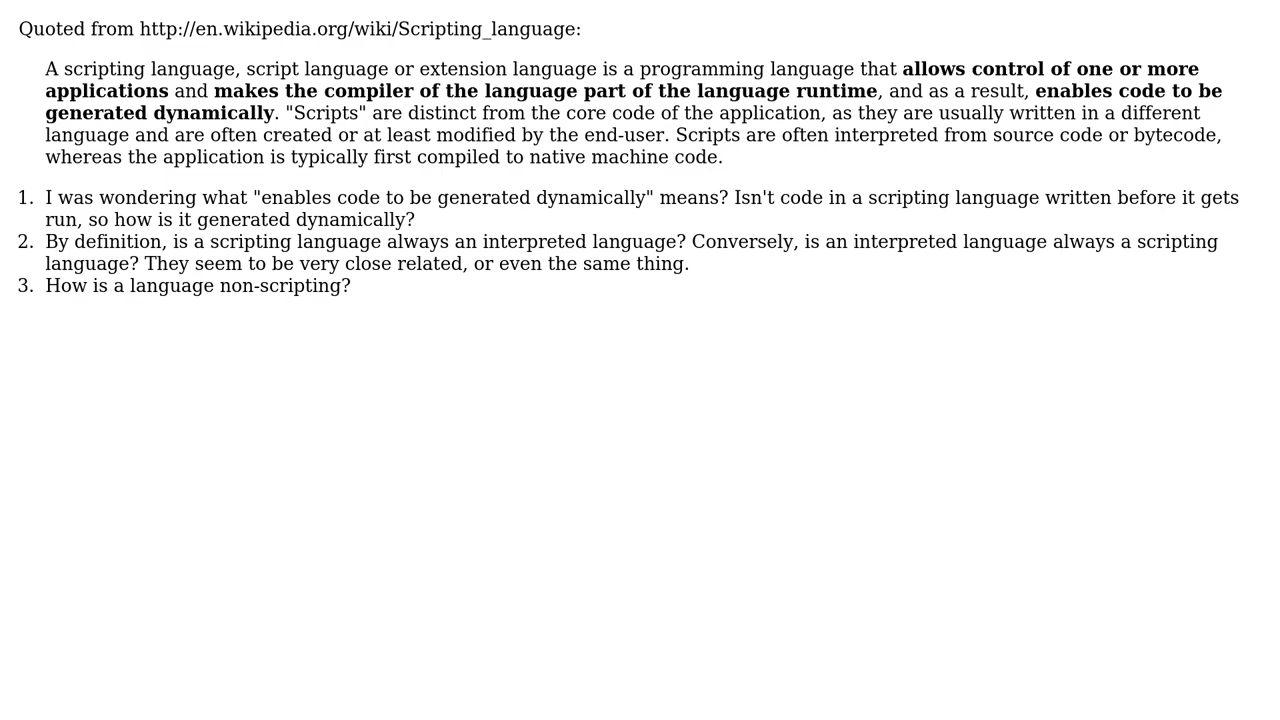 Quoted from http://en.wikipedia.org/wiki/Scripting_language:
A scripting language, script language or extension language is a programming language that allows control of one or more
applications and makes the compiler of the language part of the language runtime, and as a result, enables code to be
generated dynamically. "Scripts" are distinct from the core code of the application, as they are usually written in a different
language and are often created or at least modified by the end-user. Scripts are often interpreted from source code or bytecode,
whereas the application is typically first compiled to native machine code.
1. I was wondering what "enables code to be generated dynamically" means? Isn't code in a scripting language written before it gets
run, so how is it generated dynamically?
2. By definition, is a scripting language always an interpreted language? Conversely, is an interpreted language always a scripting
language? They seem to be very close related, or even the same thing.
3. How is a language non-scripting?